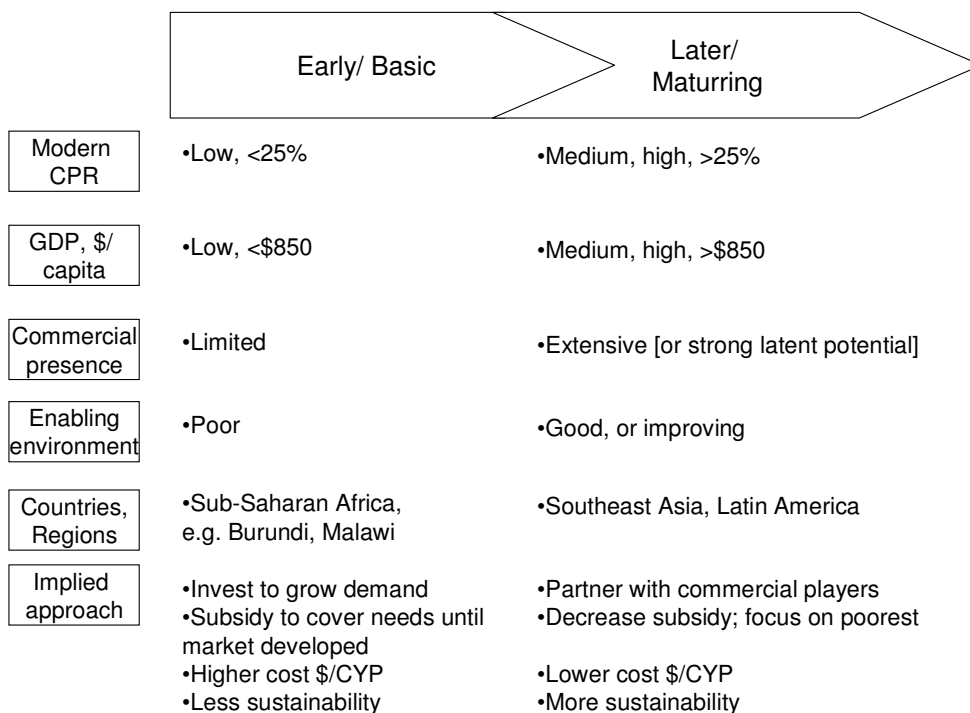 Early/ Basic
Later/
Maturring
Modern
CPR
•Low, <25%
•Medium, high, >25%
GDP, $/
capita
•Low, <$850
•Medium, high, >$850
Commercial
presence
•Limited
•Extensive [or strong latent potential]
Enabling
environment
•Poor
•Good, or improving
Countries,
Regions
•Sub-Saharan Africa,
e.g. Burundi, Malawi
•Southeast Asia, Latin America
Implied
approach
•Invest to grow demand
•Subsidy to cover needs until
market developed
•Higher cost $/CYP
•Less sustainability
•Partner with commercial players
•Decrease subsidy; focus on poorest
•Lower cost $/CYP
•More sustainability